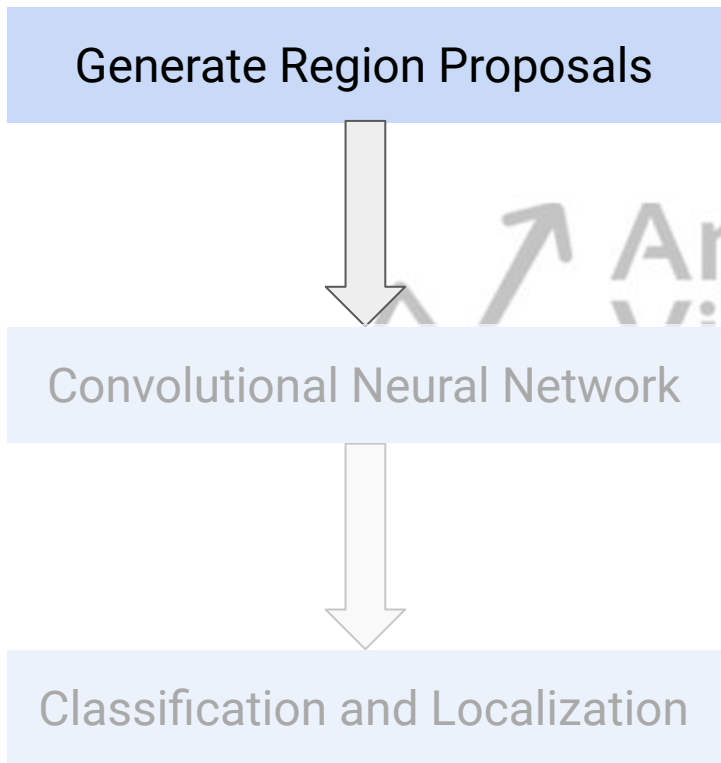 Generate Region Proposals
Convolutional Neural Network
Classification and Localization